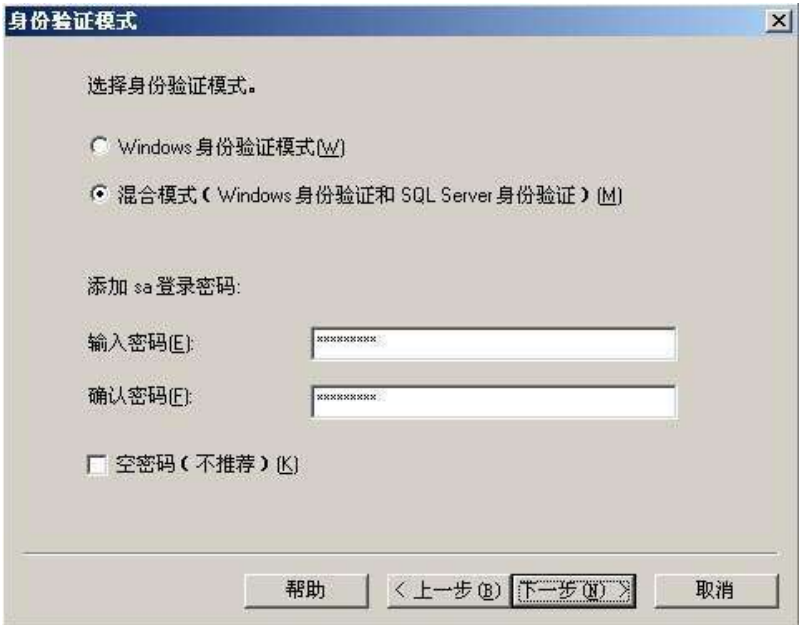 身份验证模式
选择身份验证模式。
Windows 身份验证模式(W)
混合模式(Windows 身份验证和 SQL Server 身份验证)(M)
添加 sa 登录密码:
输入密码(E):
*********
确认密码(F):
*********
空密码(不推荐)(K)
帮助 < 上一步(B) 下一步(N) > 取消